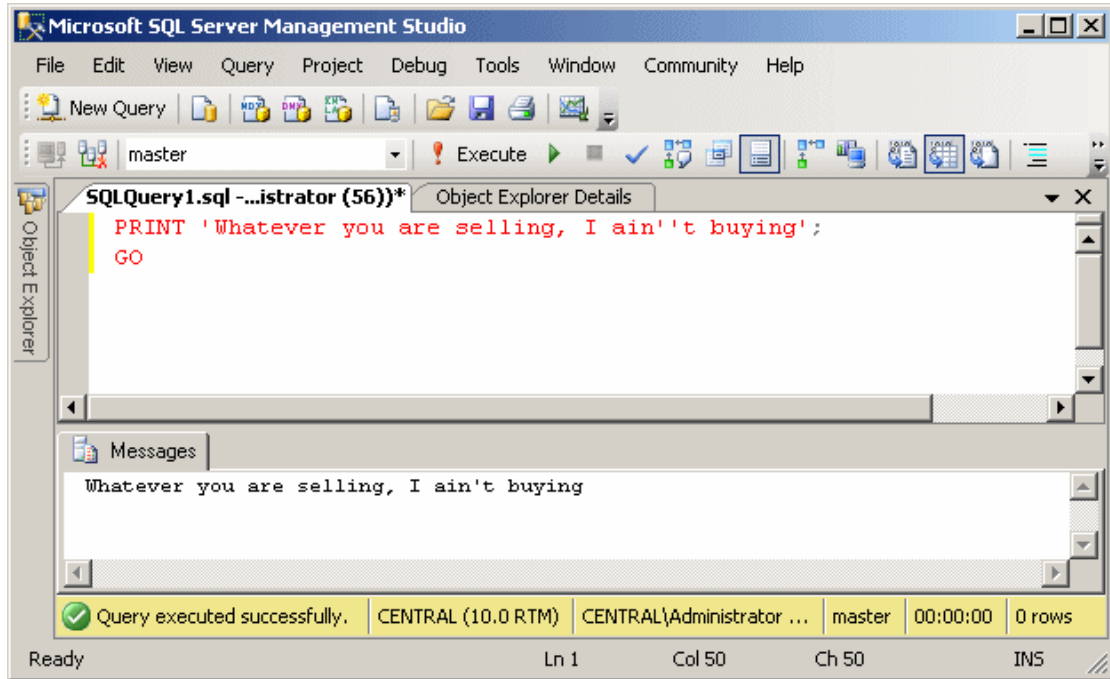 Microsoft SQL Server Management Studio
File Edit View Query Project Debug Tools Window Community Help
New Query
master Execute
SQLQuery1.sql -...istrator (56))* Object Explorer Details
Object Explorer
PRINT 'Whatever you are selling, I ain''t buying';
GO
Messages
Whatever you are selling, I ain't buying
Query executed successfully. CENTRAL (10.0 RTM) CENTRAL\Administrator ... master 00:00:00 0 rows
Ready Ln 1 Col 50 Ch 50 INS